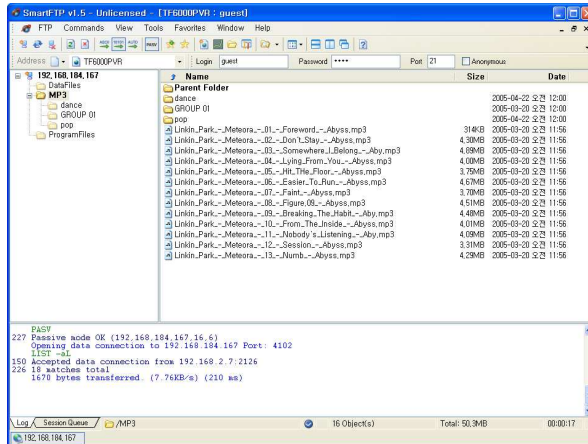 SmartFTP v1.5 - Unlicensed - [TF6000PVR : guest]
FTP Commands View Tools Favorites Window Help
Address TF6000PVR Login guest Password **** Port 21 Anonymous
192,168,184,167
DataFiles
MP3
dance
GROUP 01
pop
ProgramFiles
Name Size Date
Parent Folder
dance 2005-04-22 오전 12:00
GROUP 01 2005-03-20 오전 12:00
pop 2005-04-22 오전 12:00
Linkin_Park_-_Meteora_-_01_-_Foreword_-_Abyss,mp3 314KB 2005-03-20 오전 11:56
Linkin_Park_-_Meteora_-_02_-_Don't_Stay_-_Abyss,mp3 4,30MB 2005-03-20 오전 11:56
Linkin_Park_-_Meteora_-_03_-_Somewhere_I_Belong_-_Aby,mp3 4,89MB 2005-03-20 오전 11:56
Linkin_Park_-_Meteora_-_04_-_Lying_From_You_-_Abyss,mp3 4,00MB 2005-03-20 오전 11:56
Linkin_Park_-_Meteora_-_05_-_Hit_THe_Floor_-_Abyss,mp3 3,75MB 2005-03-20 오전 11:56
Linkin_Park_-_Meteora_-_06_-_Easier_To_Run_-_Abyss,mp3 4,67MB 2005-03-20 오전 11:56
Linkin_Park_-_Meteora_-_07_-_Faint_-_Abyss,mp3 3,70MB 2005-03-20 오전 11:56
Linkin_Park_-_Meteora_-_08_-_Figure,09_-_Abyss,mp3 4,51MB 2005-03-20 오전 11:56
Linkin_Park_-_Meteora_-_09_-_Breaking_The_Habit_-_Aby,mp3 4,48MB 2005-03-20 오전 11:56
Linkin_Park_-_Meteora_-_10_-_From_The_Inside_-_Abyss,mp3 4,01MB 2005-03-20 오전 11:56
Linkin_Park_-_Meteora_-_11_-_Nobody's_Listening_-_Aby,mp3 4,09MB 2005-03-20 오전 11:56
Linkin_Park_-_Meteora_-_12_-_Session_-_Abyss,mp3 3,31MB 2005-03-20 오전 11:56
Linkin_Park_-_Meteora_-_13_-_Numb_-_Abyss,mp3 4,29MB 2005-03-20 오전 11:56
PASV
227 Passive mode OK (192,168,184,167,16,6)
Opening data connection to 192.168.184.167 Port: 4102
LIST -aL
150 Accepted data connection from 192.168.2.7:2126
226 18 matches total
1670 bytes transferred. (7.76KB/s) (210 ms)
Log Session Queue /MP3 16 Object(s) Total: 50,3MB 00:00:17
192,168,184,167